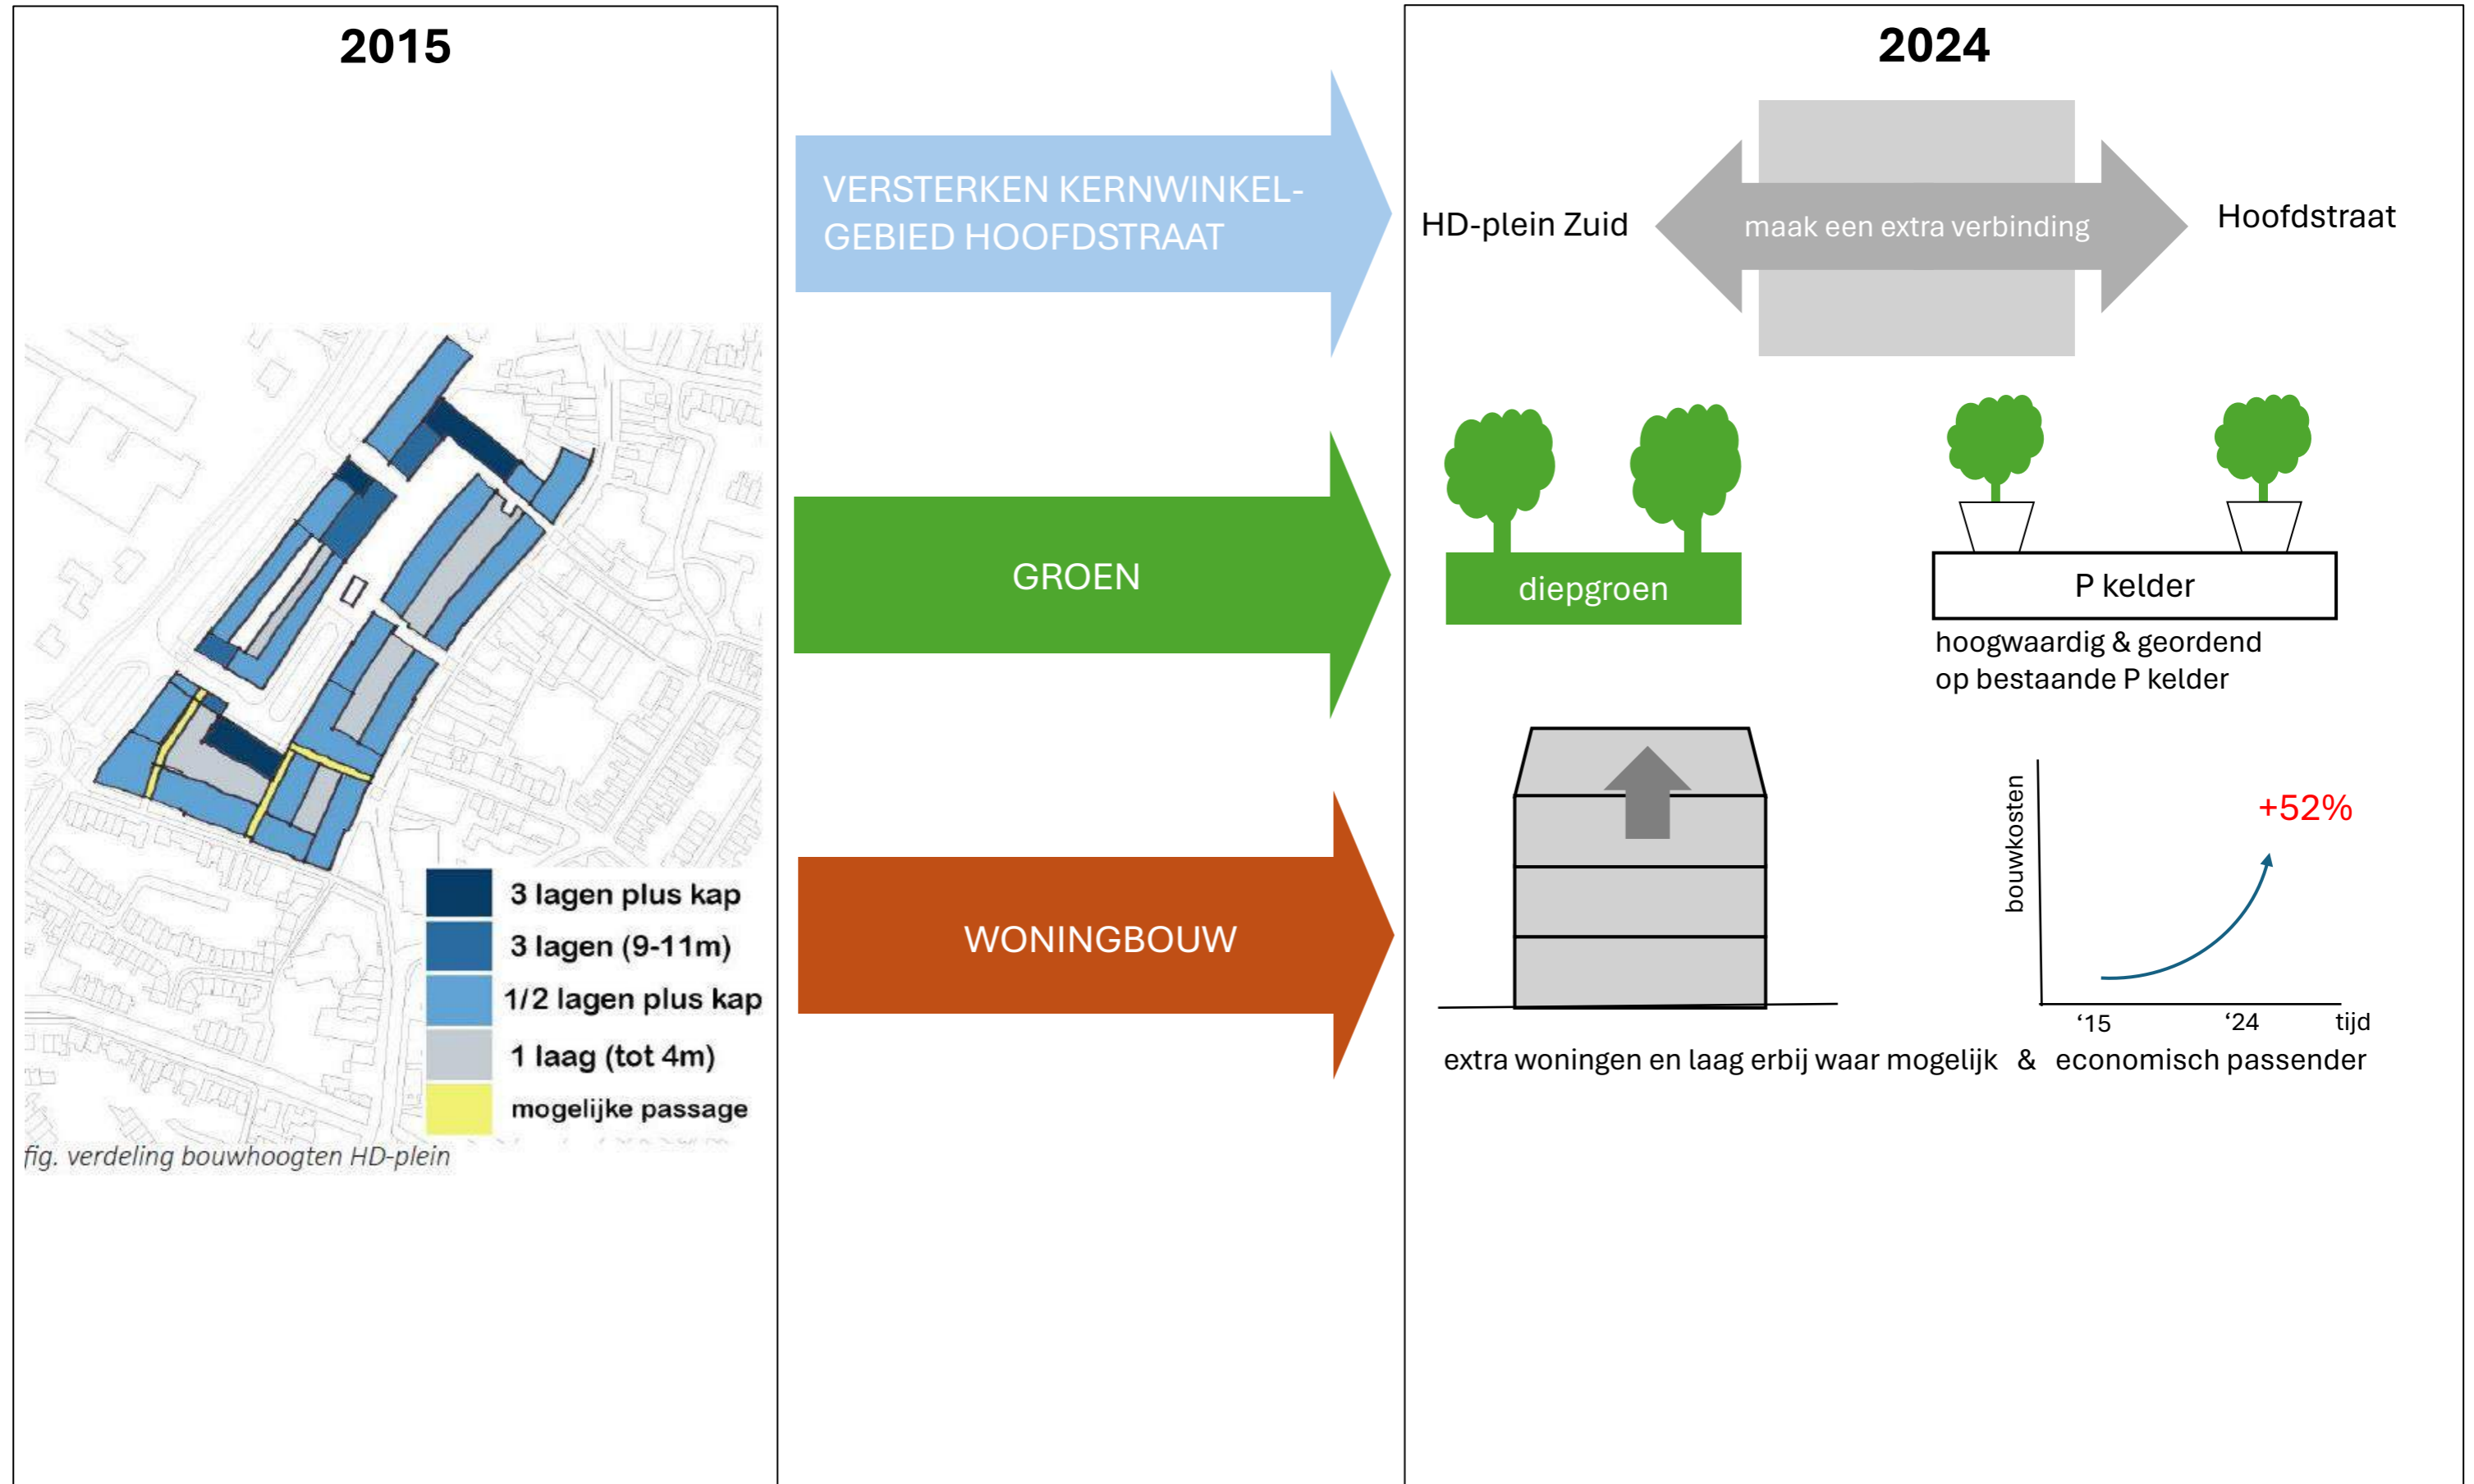 2015
3 lagen plus kap
3 lagen (9-11m)
1/2 lagen plus kap
1 laag (tot 4m)
mogelijke passage
fig. verdeling bouwhoogten HD-plein
VERSTERKEN KERNWINKEL-
GEBIED HOOFDSTRAAT
GROEN
WONINGBOUW
2024
HD-plein Zuid
maak een extra verbinding
Hoofdstraat
diepgroen
P kelder
hoogwaardig & geordend
op bestaande P kelder
bouwkosten
+52%
‘15
‘24
tijd
extra woningen en laag erbij waar mogelijk & economisch passender